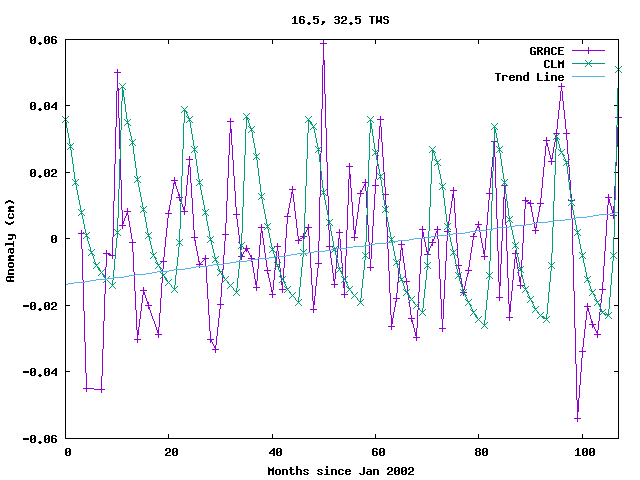 16.5, 32.5 TWS
GRACE
CLM
Trend Line
0.06
0.04
0.02
0
-0.02
-0.04
-0.06
Anomaly (cm)
0 20 40 60 80 100
Months since Jan 2002